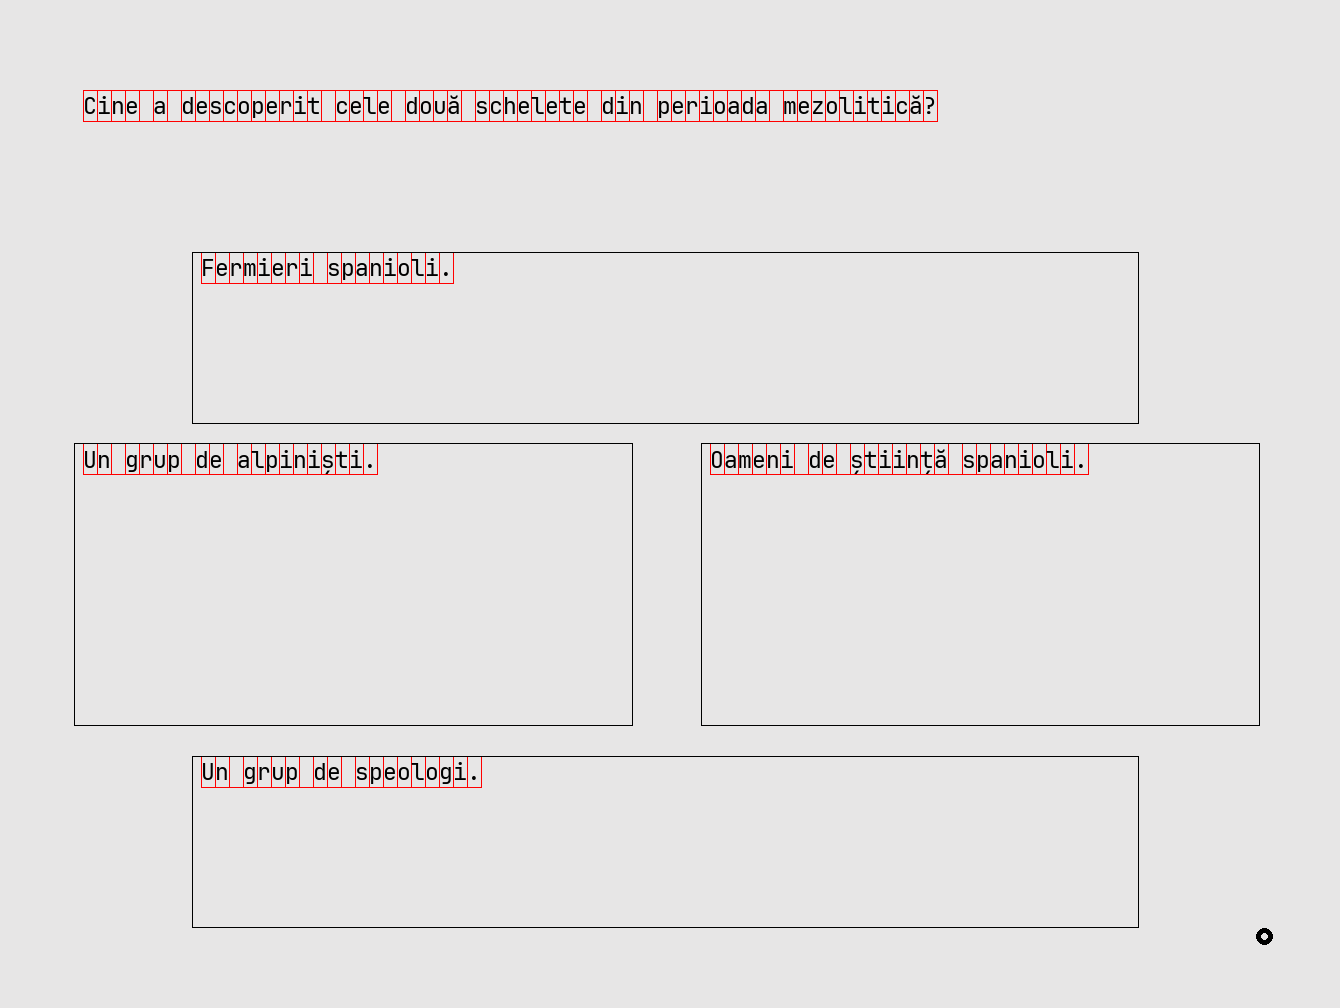 Cine a descoperit cele două schelete din perioada mezolitică?
Fermieri spanioli.
Un grup de alpiniști.
Oameni de știință spanioli.
Un grup de speologi.